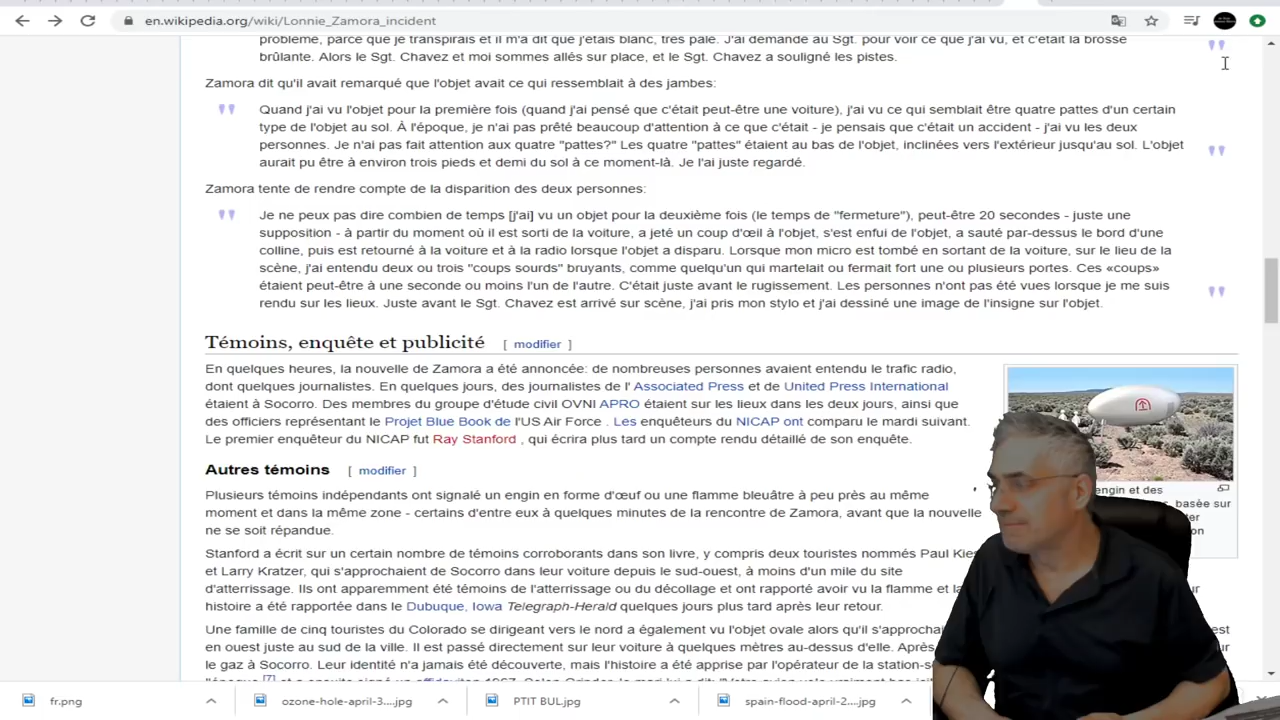 en.wikipedia.org/wiki/Lonnie_Zamora_incident
problème, parce que je transpirais et il m'a dit que j'étais blanc, très pâle. J'ai demandé au Sgt. pour voir ce que j'ai vu, et c'était la brosse
brûlante. Alors le Sgt. Chavez et moi sommes allés sur place, et le Sgt. Chavez a souligné les pistes.
Zamora dit qu'il avait remarqué que l'objet avait ce qui ressemblait à des jambes:
Quand j'ai vu l'objet pour la première fois (quand j'ai pensé que c'était peut-être une voiture), j'ai vu ce qui semblait être quatre pattes d'un certain
type de l'objet au sol. À l'époque, je n'ai pas prêté beaucoup d'attention à ce que c'était - je pensais que c'était un accident - j'ai vu les deux
personnes. Je n'ai pas fait attention aux quatre "pattes?" Les quatre "pattes" étaient au bas de l'objet, inclinées vers l'extérieur jusqu'au sol. L'objet
aurait pu être à environ trois pieds et demi du sol à ce moment-là. Je l'ai juste regardé.
Zamora tente de rendre compte de la disparition des deux personnes:
Je ne peux pas dire combien de temps [j'ai] vu un objet pour la deuxième fois (le temps de "fermeture"), peut-être 20 secondes - juste une
supposition - à partir du moment où il est sorti de la voiture, a jeté un coup d'œil à l'objet, s'est enfui de l'objet, a sauté par-dessus le bord d'une
colline, puis est retourné à la voiture et à la radio lorsque l'objet a disparu. Lorsque mon micro est tombé en sortant de la voiture, sur le lieu de la
scène, j'ai entendu deux ou trois "coups sourds" bruyants, comme quelqu'un qui martelait ou fermait fort une ou plusieurs portes. Ces «coups»
étaient peut-être à une seconde ou moins l'un de l'autre. C'était juste avant le rugissement. Les personnes n'ont pas été vues lorsque je me suis
rendu sur les lieux. Juste avant le Sgt. Chavez est arrivé sur scène, j'ai pris mon stylo et j'ai dessiné une image de l'insigne sur l'objet.
Témoins, enquête et publicité [ modifier ]
En quelques heures, la nouvelle de Zamora a été annoncée: de nombreuses personnes avaient entendu le trafic radio,
dont quelques journalistes. En quelques jours, des journalistes de l' Associated Press et de United Press International
étaient à Socorro. Des membres du groupe d'étude civil OVNI APRO étaient sur les lieux dans les deux jours, ainsi que
des officiers représentant le Projet Blue Book de l'US Air Force . Les enquêteurs du NICAP ont comparu le mardi suivant.
Le premier enquêteur du NICAP fut Ray Stanford , qui écrira plus tard un compte rendu détaillé de son enquête.
engin et des
basée sur
Autres témoins [ modifier ]
Plusieurs témoins indépendants ont signalé un engin en forme d'œuf ou une flamme bleuâtre à peu près au même
moment et dans la même zone - certains d'entre eux à quelques minutes de la rencontre de Zamora, avant que la nouvelle
ne se soit répandue.
Stanford a écrit sur un certain nombre de témoins corroborants dans son livre, y compris deux touristes nommés Paul Kies
et Larry Kratzer, qui s'approchaient de Socorro dans leur voiture depuis le sud-ouest, à moins d'un mile du site
d'atterrissage. Ils ont apparemment été témoins de l'atterrissage ou du décollage et ont rapporté avoir vu la flamme et la
histoire a été rapportée dans le Dubuque, Iowa Telegraph-Herald quelques jours plus tard après leur retour.
Une famille de cinq touristes du Colorado se dirigeant vers le nord a également vu l'objet ovale alors qu'il s'approchai est
en ouest juste au sud de la ville. Il est passé directement sur leur voiture à quelques mètres au-dessus d'elle. Après
le gaz à Socorro. Leur identité n'a jamais été découverte, mais l'histoire a été apprise par l'opérateur de la station-s
fr.png
ozone-hole-april-3....jpg
PTIT BUL.jpg
spain-flood-april-2....jpg